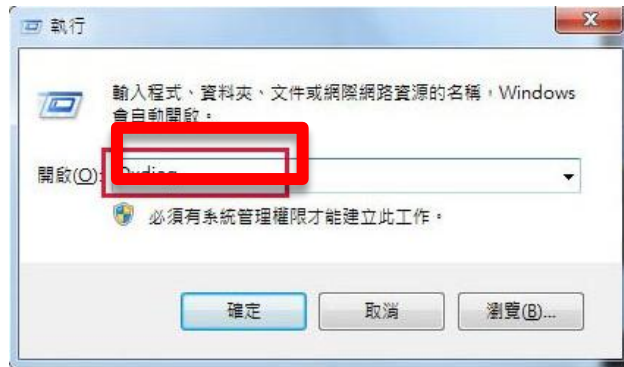 執行
輸入程式、資料夾、文件或網際網路資源的名稱，Windows
會自動開啟。
開啟(O):
必須有系統管理權限才能建立此工作。
確定
取消
瀏覽(B)...